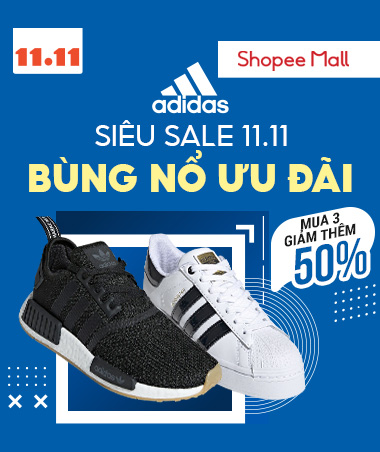 11.11
Shopee Mall
adidas
SIÊU SALE 11.11
BÙNG NỔ ƯU ĐÃI
MUA 3
GIẢM THÊM
50%